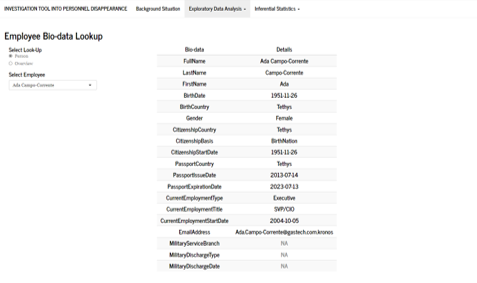 INVESTIGATION TOOL INTO PERSONNEL DISAPPEARANCE Background Situation Exploratory Data Analysis Inferential Statistics
Employee Bio-data Lookup
Select Look-Up
Person
Overview
Select Employee
Ada Campo-Corrente
Bio-data Details
FullName Ada Campo-Corrente
LastName Campo-Corrente
FirstName Ada
BirthDate 1951-11-26
BirthCountry Tethys
Gender Female
CitizenshipCountry Tethys
CitizenshipBasis BirthNation
CitizenshipStartDate 1951-11-26
PassportCountry Tethys
PassportIssueDate 2013-07-14
PassportExpirationDate 2023-07-13
CurrentEmploymentType Executive
CurrentEmploymentTitle SVP/CIO
CurrentEmploymentStartDate 2004-10-05
EmailAddress Ada.Campo-Corrente@gastech.com.kronos
MilitaryServiceBranch NA
MilitaryDischargeType NA
MilitaryDischargeDate NA